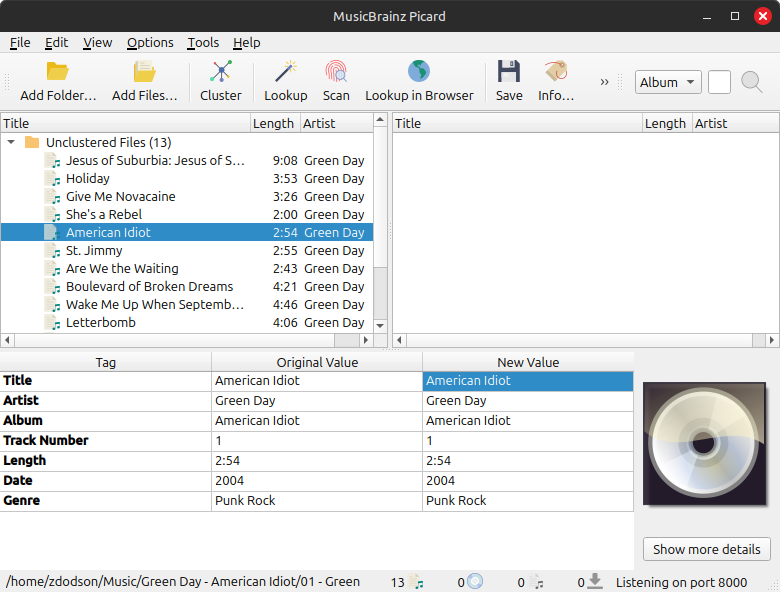 MusicBrainz Picard
File Edit View Options Tools Help
Add Folder... Add Files... Cluster Lookup Scan Lookup in Browser Save Info... » Album
Title Length Artist
Unclustered Files (13)
Jesus of Suburbia: Jesus of S... 9:08 Green Day
Holiday 3:53 Green Day
Give Me Novacaine 3:26 Green Day
She's a Rebel 2:00 Green Day
American Idiot 2:54 Green Day
St. Jimmy 2:55 Green Day
Are We the Waiting 2:43 Green Day
Boulevard of Broken Dreams 4:21 Green Day
Wake Me Up When Septemb... 4:46 Green Day
Letterbomb 4:06 Green Day
Title Length Artist
Tag Original Value New Value
Title American Idiot American Idiot
Artist Green Day Green Day
Album American Idiot American Idiot
Track Number 1 1
Length 2:54 2:54
Date 2004 2004
Genre Punk Rock Punk Rock
Show more details
/home/zdodson/Music/Green Day - American Idiot/01 - Green 13 0 0 0 Listening on port 8000